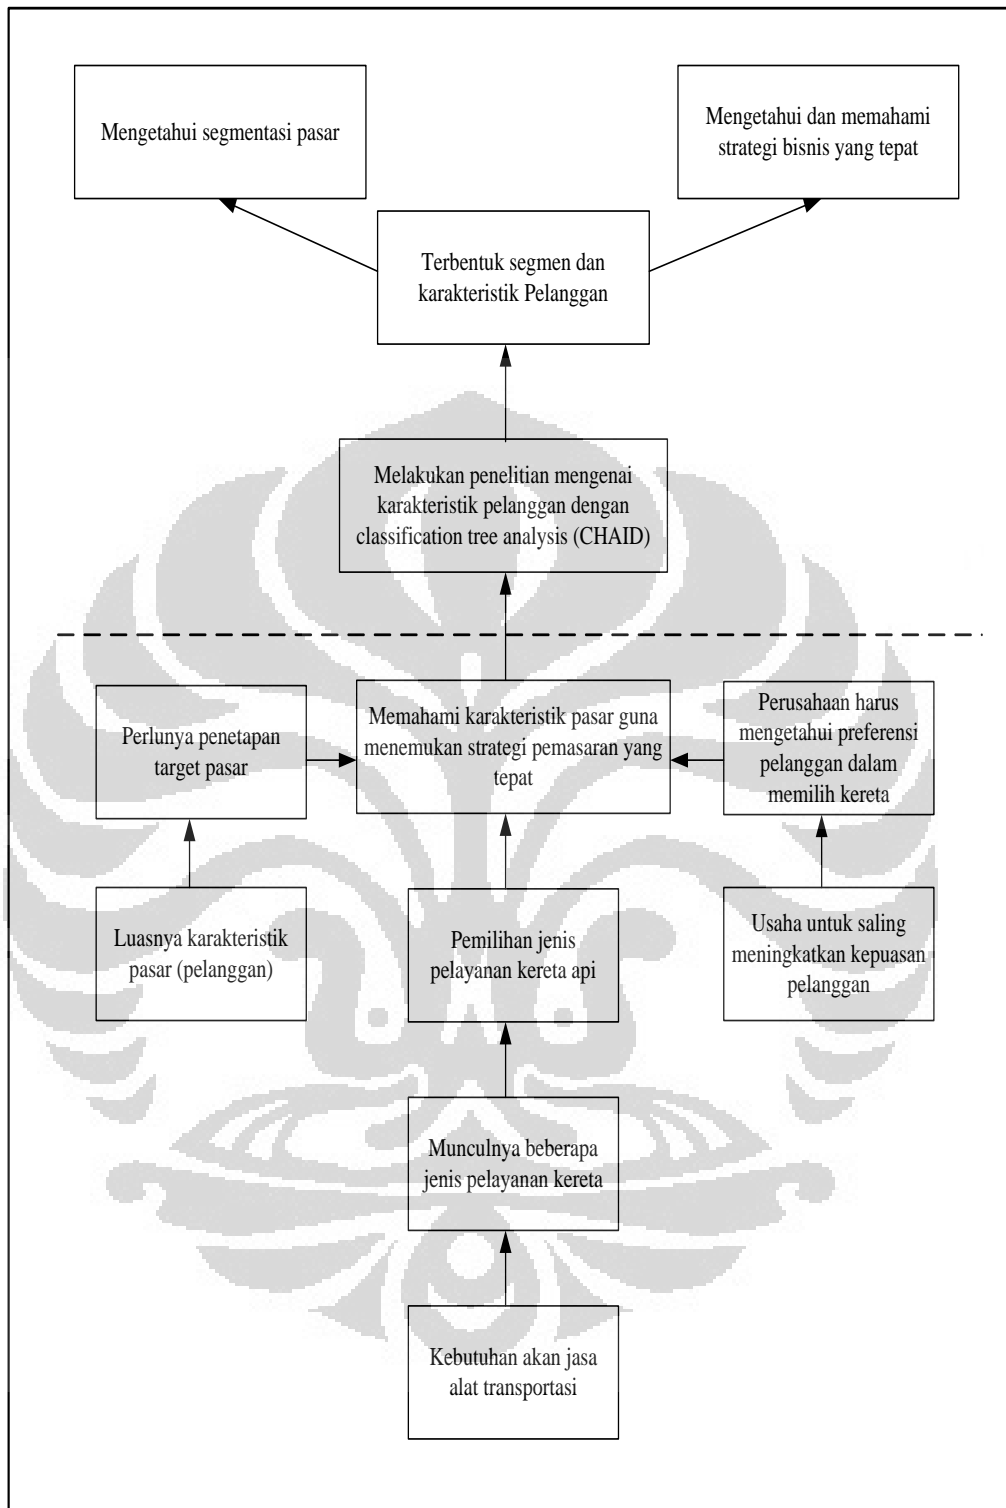 Mengetahui segmentasi pasar
Mengetahui dan memahami
strategi bisnis yang tepat
Terbentuk segmen dan
karakteristik Pelanggan
Melakukan penelitian mengenai
karakteristik pelanggan dengan
classification tree analysis (CHAID)
Perlunya penetapan
target pasar
Memahami karakteristik pasar guna
menemukan strategi pemasaran yang
tepat
Perusahaan harus
mengetahui preferensi
pelanggan dalam
memilih kereta
Luasnya karakteristik
pasar (pelanggan)
Pemilihan jenis
pelayanan kereta api
Usaha untuk saling
meningkatkan kepuasan
pelanggan
Munculnya beberapa
jenis pelayanan kereta
Kebutuhan akan jasa
alat transportasi